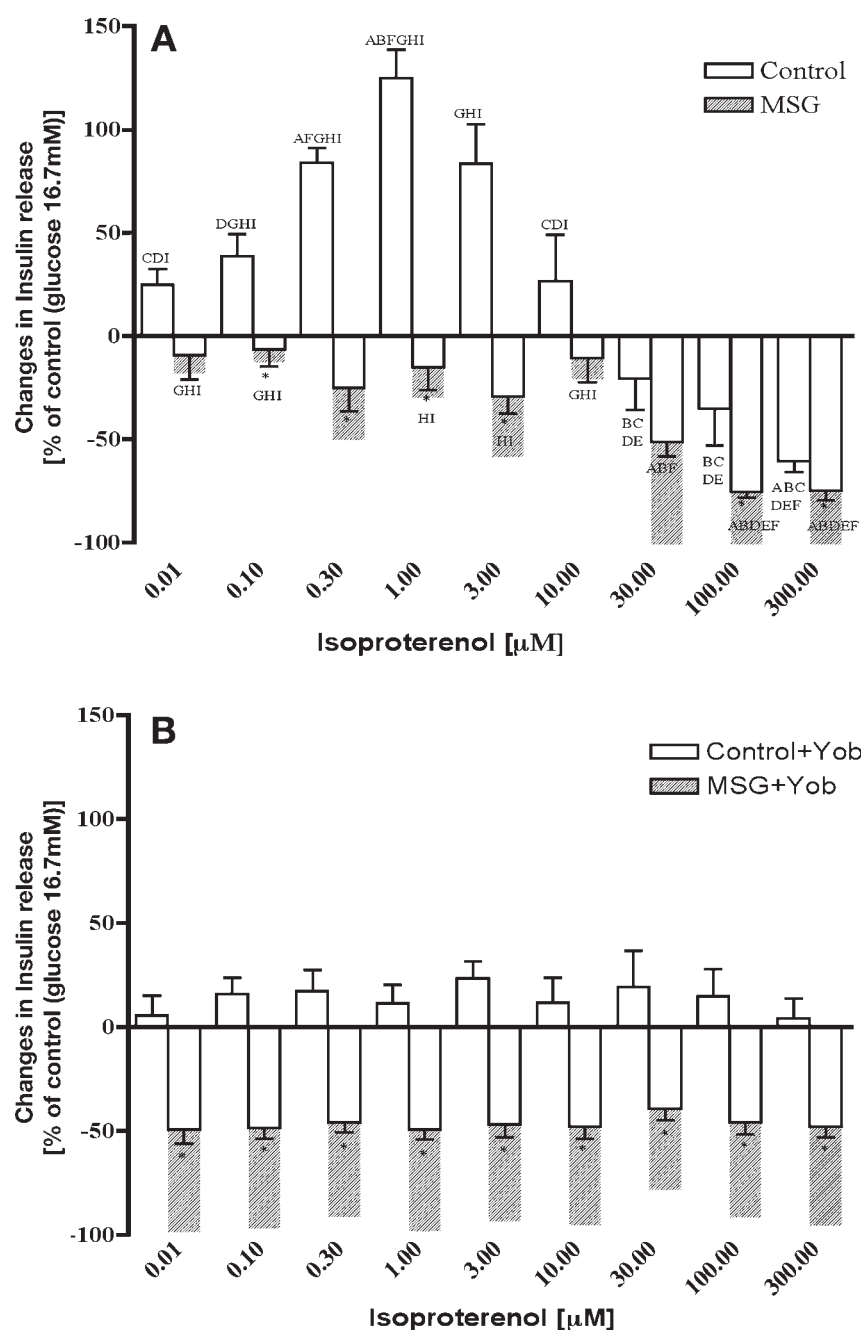 A
150
100
50
0
-50
-100
Changes in Insulin release
[% of control (glucose 16.7mM)]
Control
MSG
CDI
DGHI
AFGHI
ABFGHI
GHI
CDI
GHI
*
GHI
*
*
HI
*
HI
GHI
BC
DE
ABF
BC
DE
*
ABDEF
ABC
DEF
*
ABDEF
0.01
0.10
0.30
1.00
3.00
10.00
30.00
100.00
300.00
Isoproterenol [μM]
B
150
100
50
0
-50
-100
Changes in Insulin release
[% of control (glucose 16.7mM)]
Control+Yob
MSG+Yob
* * * * * * * * *
0.01
0.10
0.30
1.00
3.00
10.00
30.00
100.00
300.00
Isoproterenol [μM]